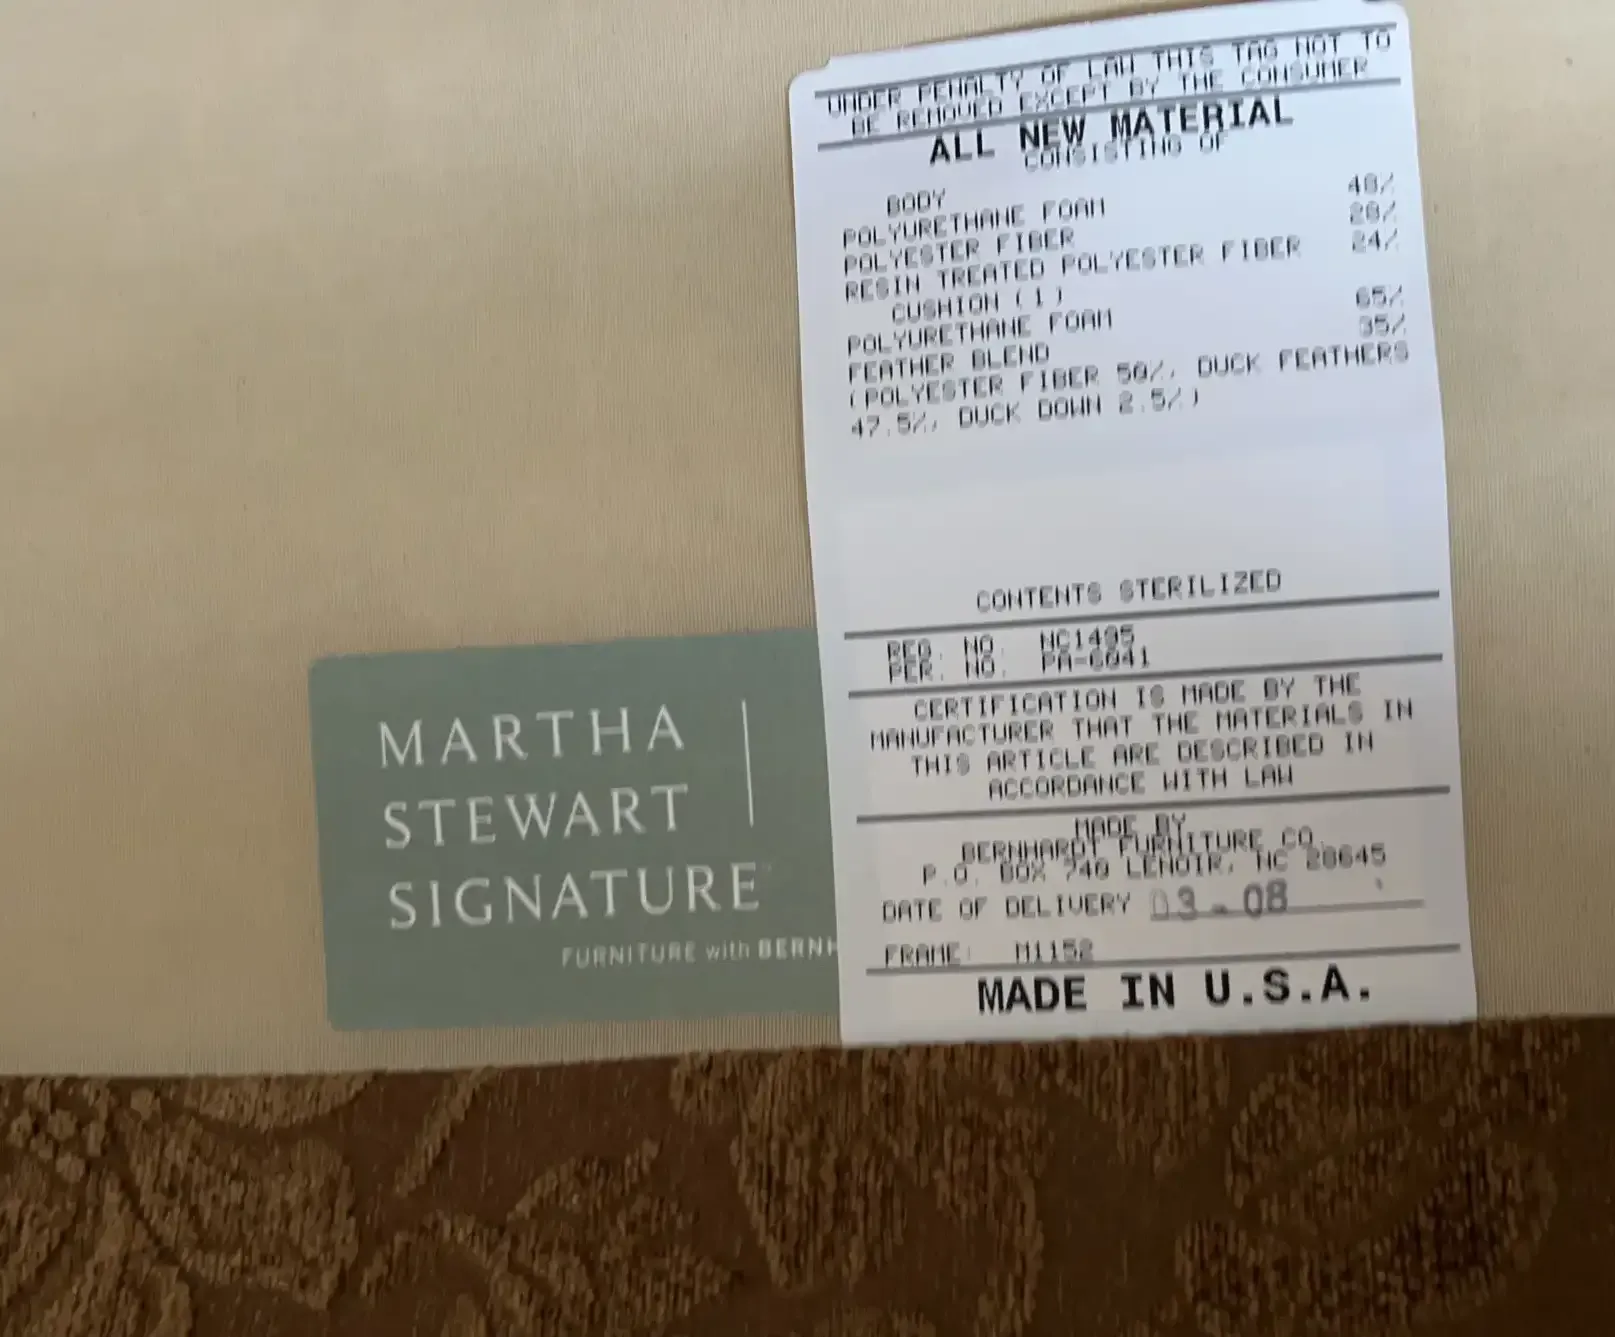 UNDER PENALTY OF LAW THIS TAG NOT TO
BE REMOVED EXCEPT BY THE CONSUMER
ALL NEW MATERIAL
CONSISTING OF
BODY
POLYURETHANE FOAM 48%
POLYESTER FIBER 28%
RESIN TREATED POLYESTER FIBER 24%
CUSHION (1)
POLYURETHANE FOAM 65%
FEATHER BLEND 35%
(POLYESTER FIBER 50%, DUCK FEATHERS
47.5%, DUCK DOWN 2.5%)
CONTENTS STERILIZED
REG. NO. NC1495
PER. NO. PA-6041
CERTIFICATION IS MADE BY THE
MANUFACTURER THAT THE MATERIALS IN
THIS ARTICLE ARE DESCRIBED IN
ACCORDANCE WITH LAW
MADE BY
BERNHARDT FURNITURE CO.
P.O. BOX 740 LENOIR, NC 28645
DATE OF DELIVERY 03-08
FRAME: M1152
MADE IN U.S.A.
MARTHA
STEWART
SIGNATURE
FURNITURE with BERNH